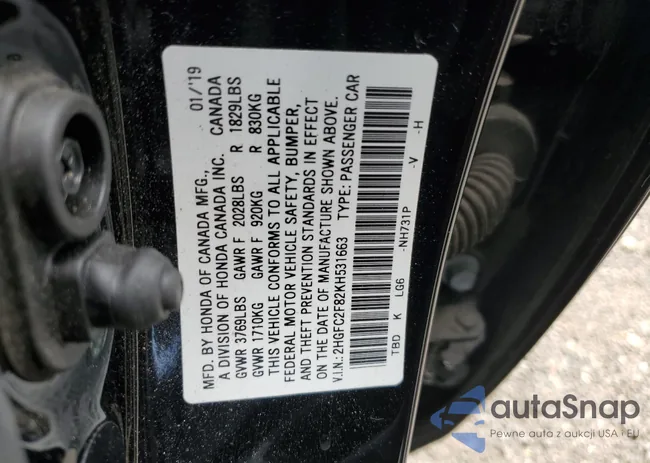 MFD. BY HONDA OF CANADA MFG., 01/'19
A DIVISION OF HONDA CANADA INC. CANADA
GVWR 3769LBS GAWR F 2028LBS R 1829LBS
GVWR 1710KG GAWR F 920KG R 830KG
THIS VEHICLE CONFORMS TO ALL APPLICABLE
FEDERAL MOTOR VEHICLE SAFETY, BUMPER,
AND THEFT PREVENTION STANDARDS IN EFFECT
ON THE DATE OF MANUFACTURE SHOWN ABOVE.
V.I.N.: 2HGFC2F82KH531663 TYPE: PASSENGER CAR
TBD K LG6 -NH731P -V -H
autaSnap
Pewne auta z aukcji USA i EU